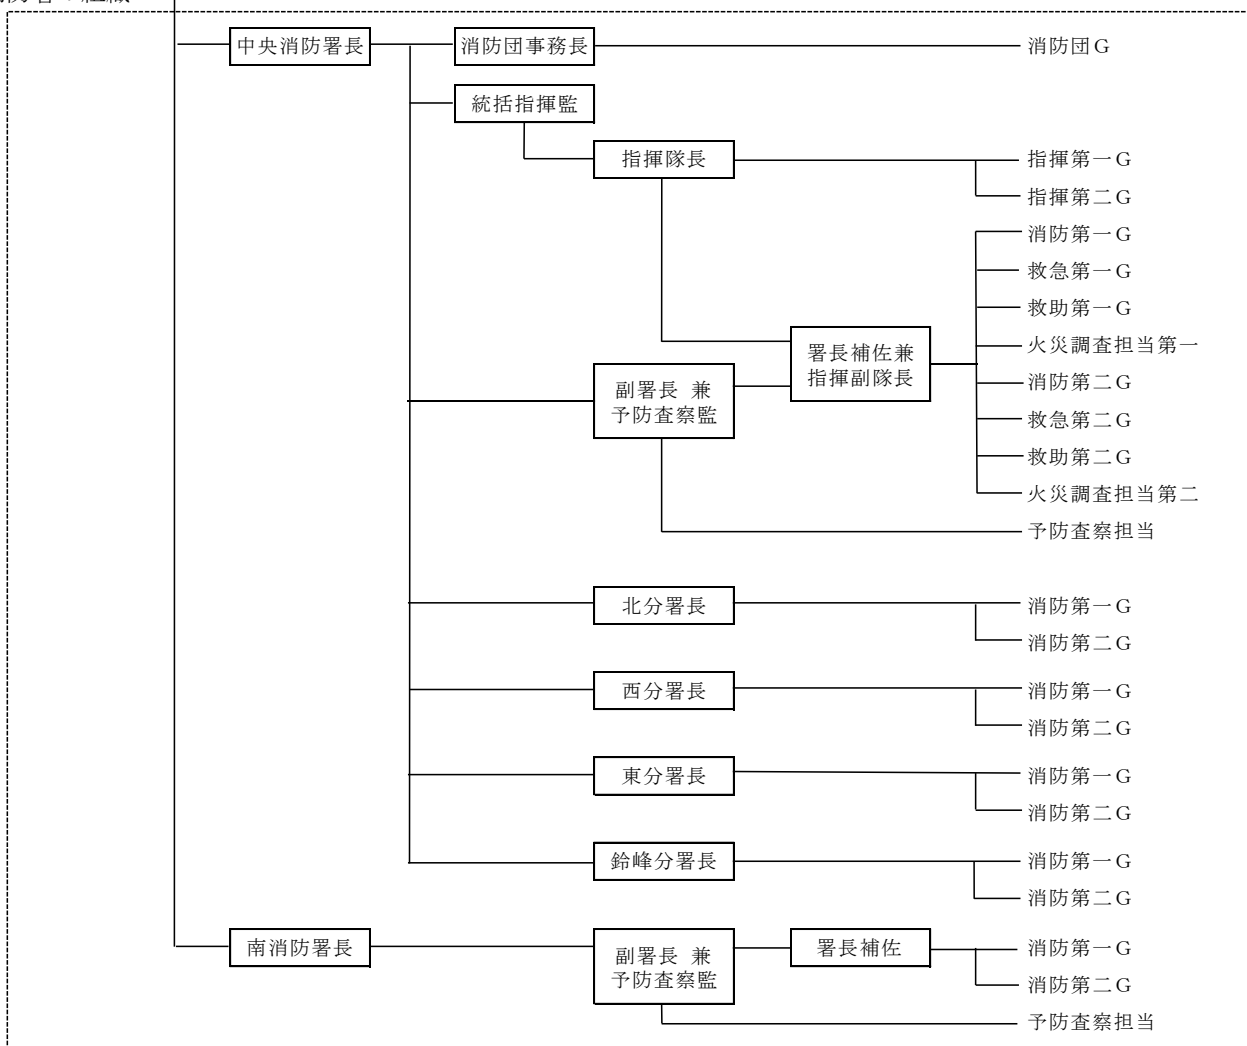 中央消防署長
消防団事務長
消防団G
統括指揮監
指揮隊長
指揮第一G
指揮第二G
消防第一G
救急第一G
救助第一G
署長補佐兼
指揮副隊長
火災調査担当第一
副署長 兼
予防査察監
消防第二G
救急第二G
救助第二G
火災調査担当第二
予防査察担当
北分署長
消防第一G
消防第二G
西分署長
消防第一G
消防第二G
東分署長
消防第一G
消防第二G
鈴峰分署長
消防第一G
消防第二G
南消防署長
副署長 兼
予防査察監
署長補佐
消防第一G
消防第二G
予防査察担当